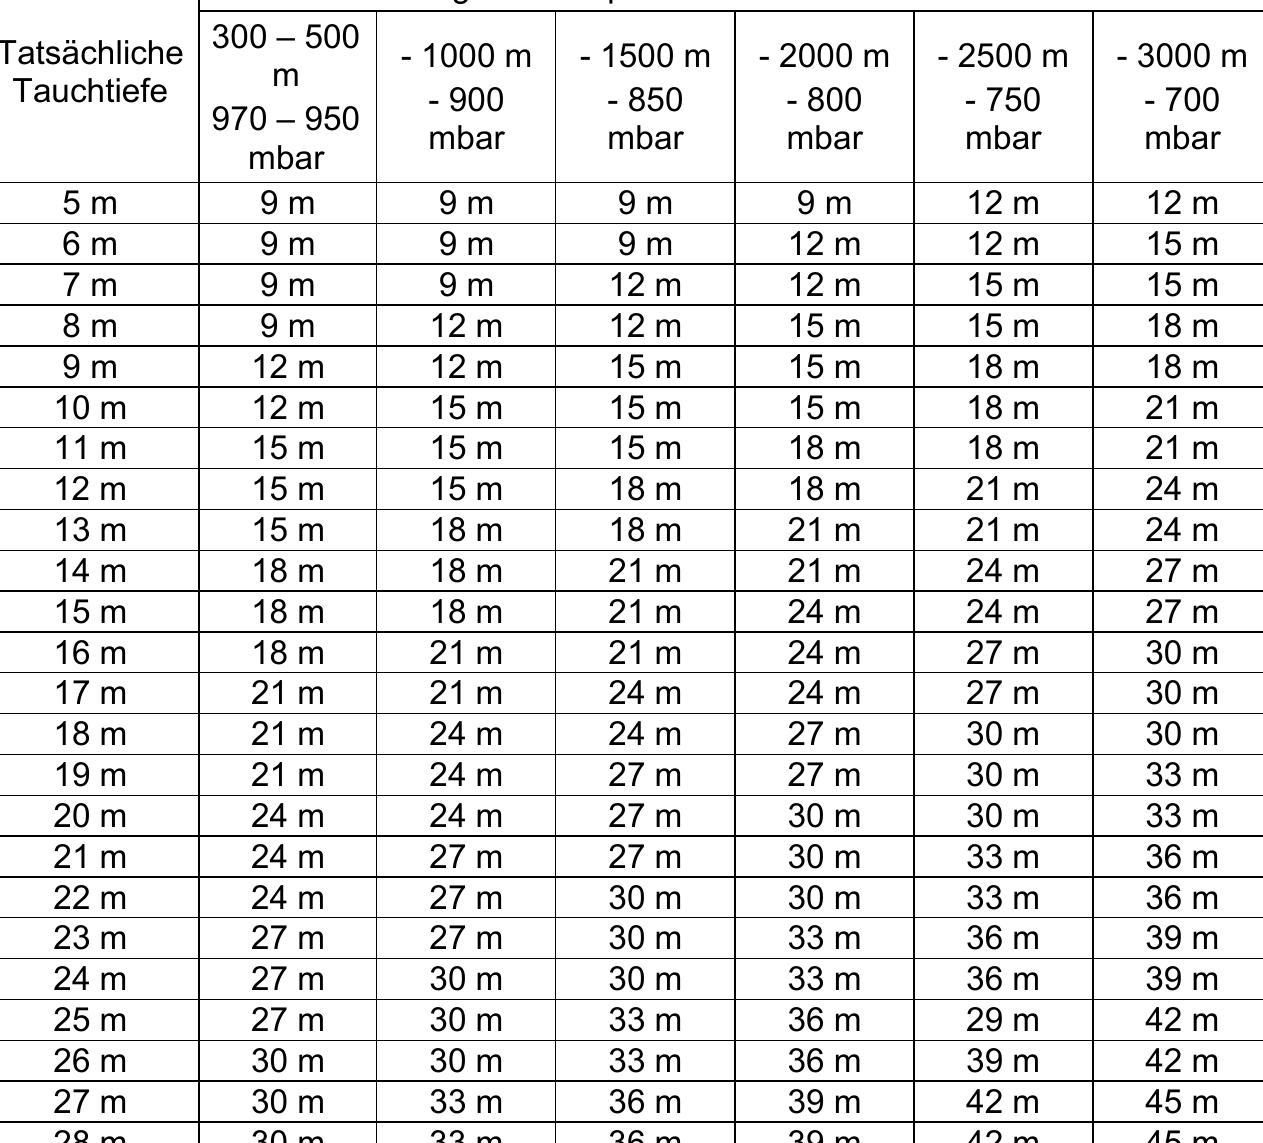 Tatsächliche Tauchtiefe
300 – 500 m 970 – 950 mbar
- 1000 m - 900 mbar
- 1500 m - 850 mbar
- 2000 m - 800 mbar
- 2500 m - 750 mbar
- 3000 m - 700 mbar
5 m 9 m 9 m 9 m 9 m 12 m 12 m
6 m 9 m 9 m 9 m 12 m 12 m 15 m
7 m 9 m 9 m 12 m 12 m 15 m 15 m
8 m 9 m 12 m 12 m 15 m 15 m 18 m
9 m 12 m 12 m 15 m 15 m 18 m 18 m
10 m 12 m 15 m 15 m 15 m 18 m 21 m
11 m 15 m 15 m 15 m 18 m 18 m 21 m
12 m 15 m 15 m 18 m 18 m 21 m 24 m
13 m 15 m 18 m 18 m 21 m 21 m 24 m
14 m 18 m 18 m 21 m 21 m 24 m 27 m
15 m 18 m 18 m 21 m 24 m 24 m 27 m
16 m 18 m 21 m 21 m 24 m 27 m 30 m
17 m 21 m 21 m 24 m 24 m 27 m 30 m
18 m 21 m 24 m 24 m 27 m 30 m 30 m
19 m 21 m 24 m 27 m 27 m 30 m 33 m
20 m 24 m 24 m 27 m 30 m 30 m 33 m
21 m 24 m 27 m 27 m 30 m 33 m 36 m
22 m 24 m 27 m 30 m 30 m 33 m 36 m
23 m 27 m 27 m 30 m 33 m 36 m 39 m
24 m 27 m 30 m 30 m 33 m 36 m 39 m
25 m 27 m 30 m 33 m 36 m 29 m 42 m
26 m 30 m 30 m 33 m 36 m 39 m 42 m
27 m 30 m 33 m 36 m 39 m 42 m 45 m
28 m 30 m 33 m 36 m 39 m 42 m 45 m